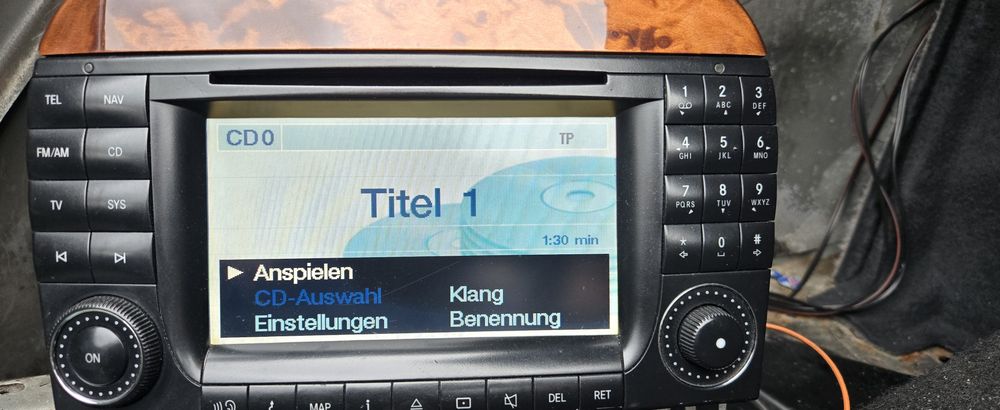 TEL NAV
FM/AM CD
TV SYS
ON
CD0 TP
Titel 1
1:30 min
Anspielen
CD-Auswahl Klang
Einstellungen Benennung
1 2 ABC 3 DEF
4 GHI 5 JKL 6 MNO
7 PQRS 8 TUV 9 WXYZ
* 0 #
MAP i DEL RET